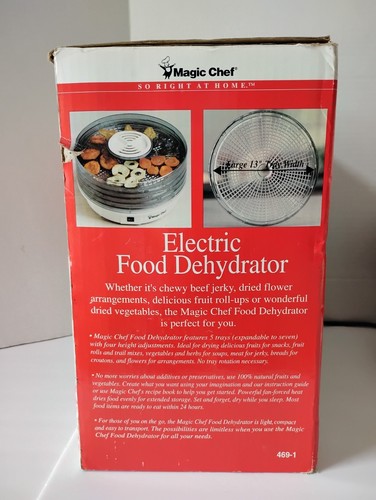 Magic Chef®
SO RIGHT AT HOME.™
Magic Chef
Large 13" Tray Width
Electric
Food Dehydrator
Whether it's chewy beef jerky, dried flower
arrangements, delicious fruit roll-ups or wonderful
dried vegetables, the Magic Chef Food Dehydrator
is perfect for you.
• Magic Chef Food Dehydrator features 5 trays (expandable to seven)
with four height adjustments. Ideal for drying delicious fruits for snacks, fruit
rolls and trail mixes, vegetables and herbs for soups, meat for jerky, breads for
croutons, and flowers for arrangements. No tray rotation necessary.
• No more worries about additives or preservatives, use 100% natural fruits and
vegetables. Create what you want using your imagination and our instruction guide
or use Magic Chef's recipe book to help you get started. Powerful fan-forced heat
dries foods evenly for extended storage. Set and forget, dry while you sleep. Most
food items are ready to eat within 24 hours.
• For those of you on the go, the Magic Chef Food Dehydrator is light, compact
and easy to transport. The possibilities are limitless when you use the Magic
Chef Food Dehydrator for all your needs.
469-1